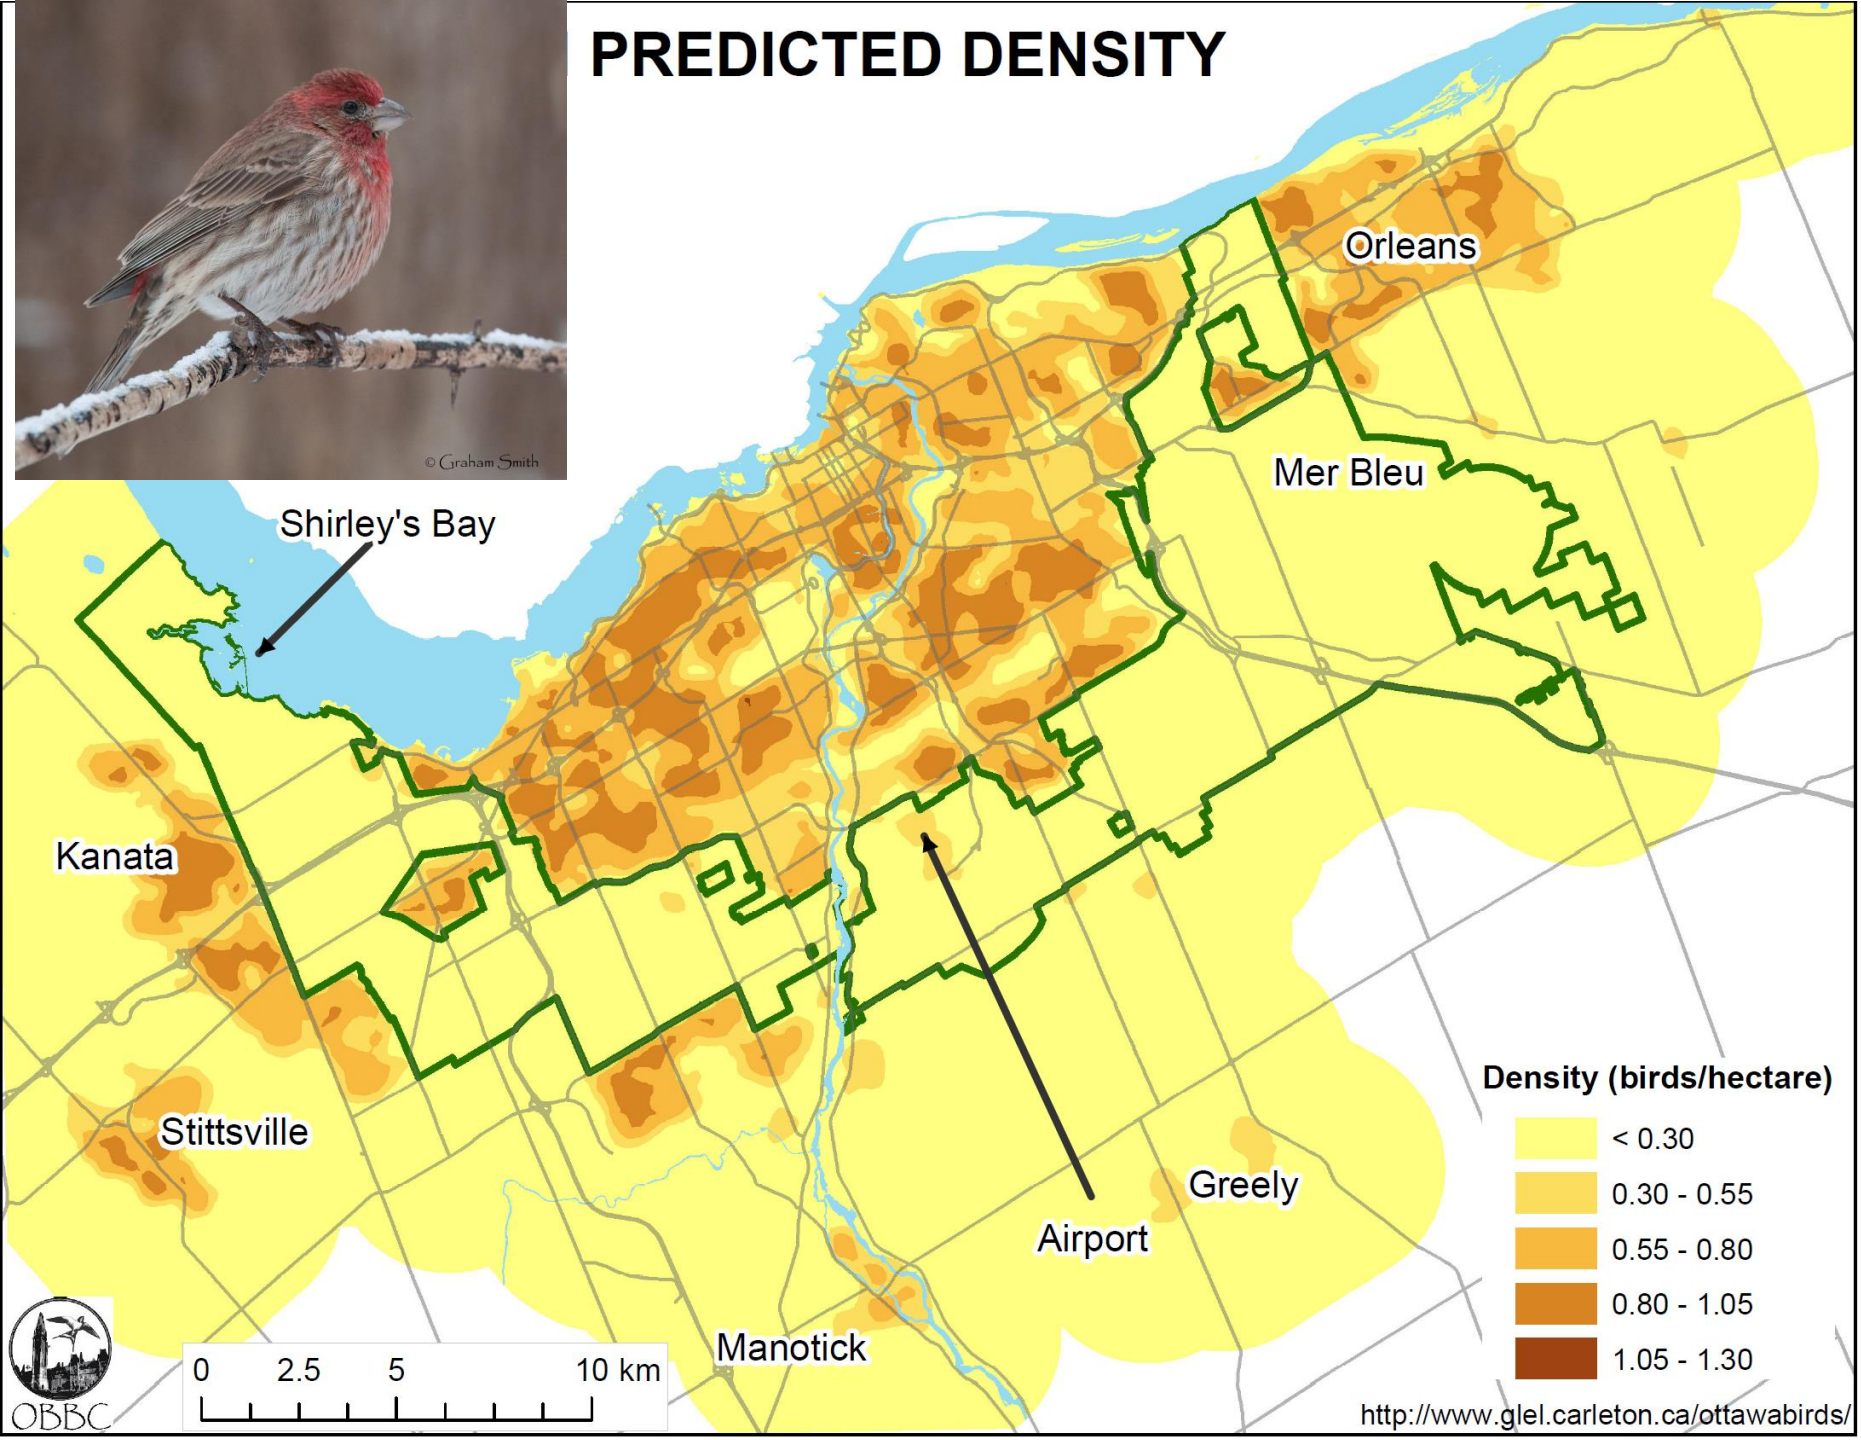 PREDICTED DENSITY
© Graham Smith
Orleans
Mer Bleu
Shirley's Bay
Kanata
Stittsville
Greely
Airport
Manotick
Density (birds/hectare)
< 0.30
0.30 - 0.55
0.55 - 0.80
0.80 - 1.05
1.05 - 1.30
0 2.5 5 10 km
OBBC
http://www.glel.carleton.ca/ottawabirds/